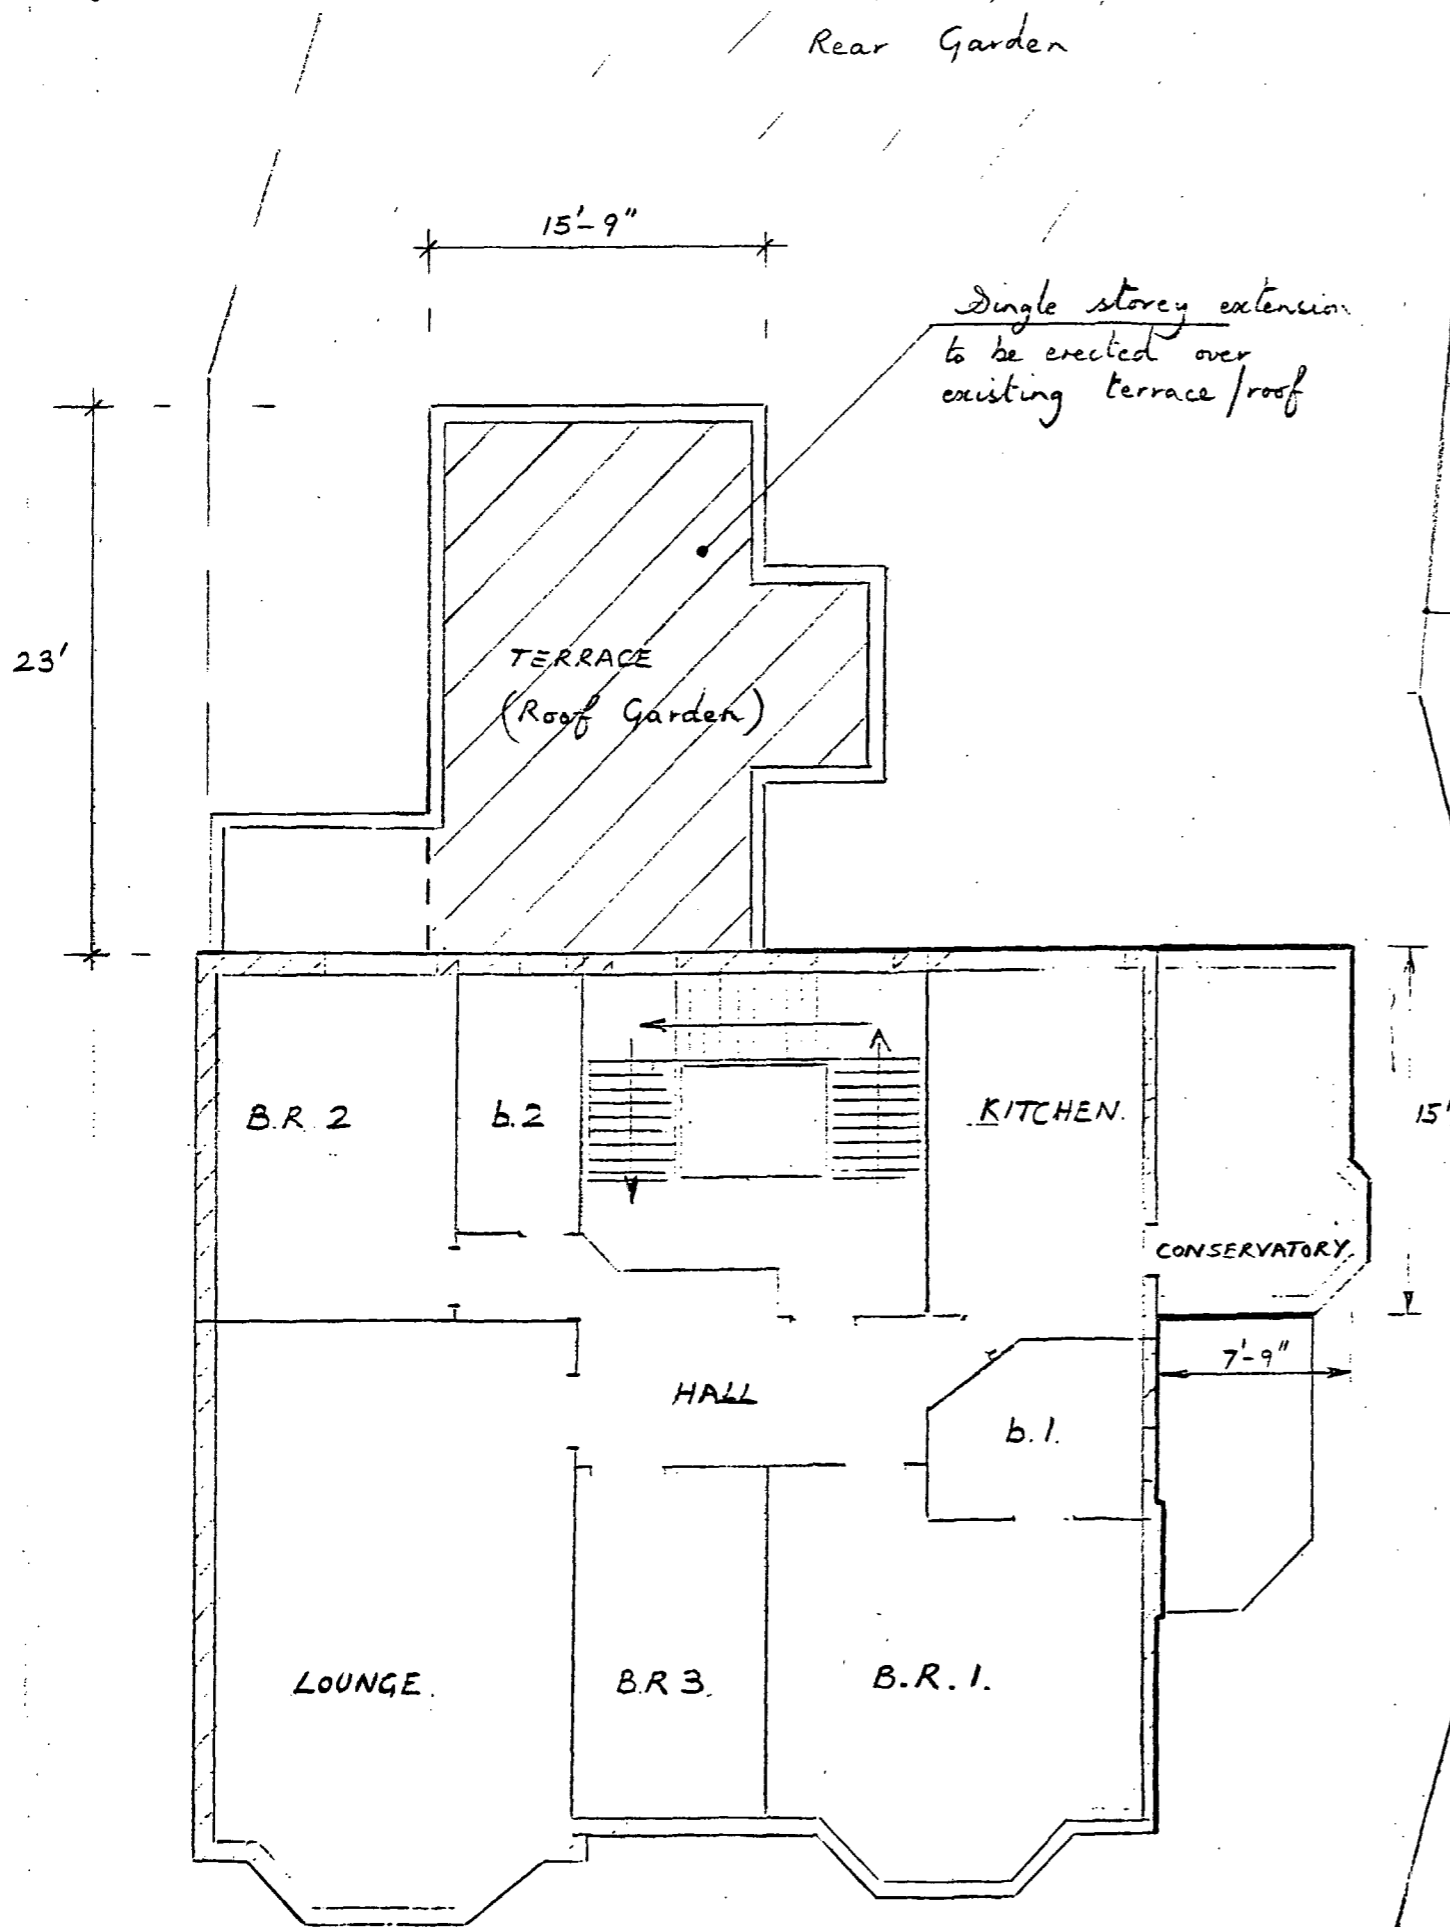 Rear Garden
15'-9"
Single storey extension
to be erected over
existing terrace/roof
23'
TERRACE
(Roof Garden)
B.R. 2
b.2
KITCHEN.
15'
CONSERVATORY.
7'-9"
HALL
b.1.
LOUNGE.
B.R 3.
B.R.1.